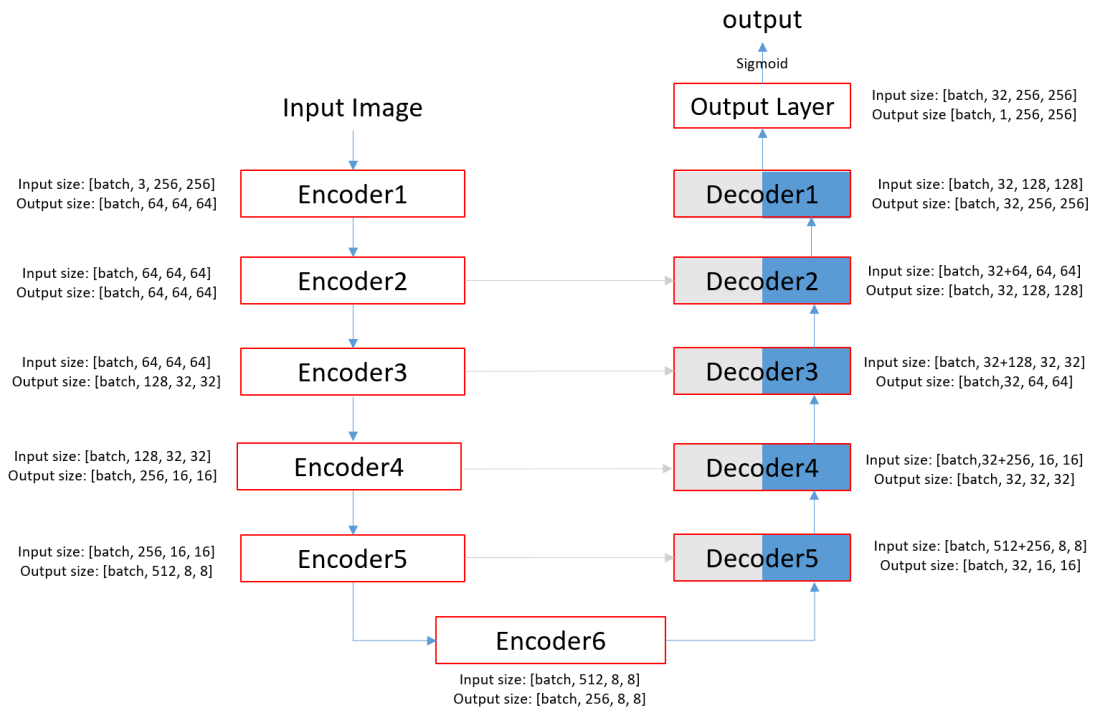 output
Sigmoid
Output Layer
Input size: [batch, 32, 256, 256]
Output size [batch, 1, 256, 256]
Input Image
Input size: [batch, 3, 256, 256]
Output size: [batch, 64, 64, 64]
Encoder1
Decoder1
Input size: [batch, 32, 128, 128]
Output size: [batch, 32, 256, 256]
Input size: [batch, 64, 64, 64]
Output size: [batch, 64, 64, 64]
Encoder2
Decoder2
Input size: [batch, 32+64, 64, 64]
Output size: [batch, 32, 128, 128]
Input size: [batch, 64, 64, 64]
Output size: [batch, 128, 32, 32]
Encoder3
Decoder3
Input size: [batch, 32+128, 32, 32]
Output size: [batch,32, 64, 64]
Input size: [batch, 128, 32, 32]
Output size: [batch, 256, 16, 16]
Encoder4
Decoder4
Input size: [batch,32+256, 16, 16]
Output size: [batch, 32, 32, 32]
Input size: [batch, 256, 16, 16]
Output size: [batch, 512, 8, 8]
Encoder5
Decoder5
Input size: [batch, 512+256, 8, 8]
Output size: [batch, 32, 16, 16]
Encoder6
Input size: [batch, 512, 8, 8]
Output size: [batch, 256, 8, 8]